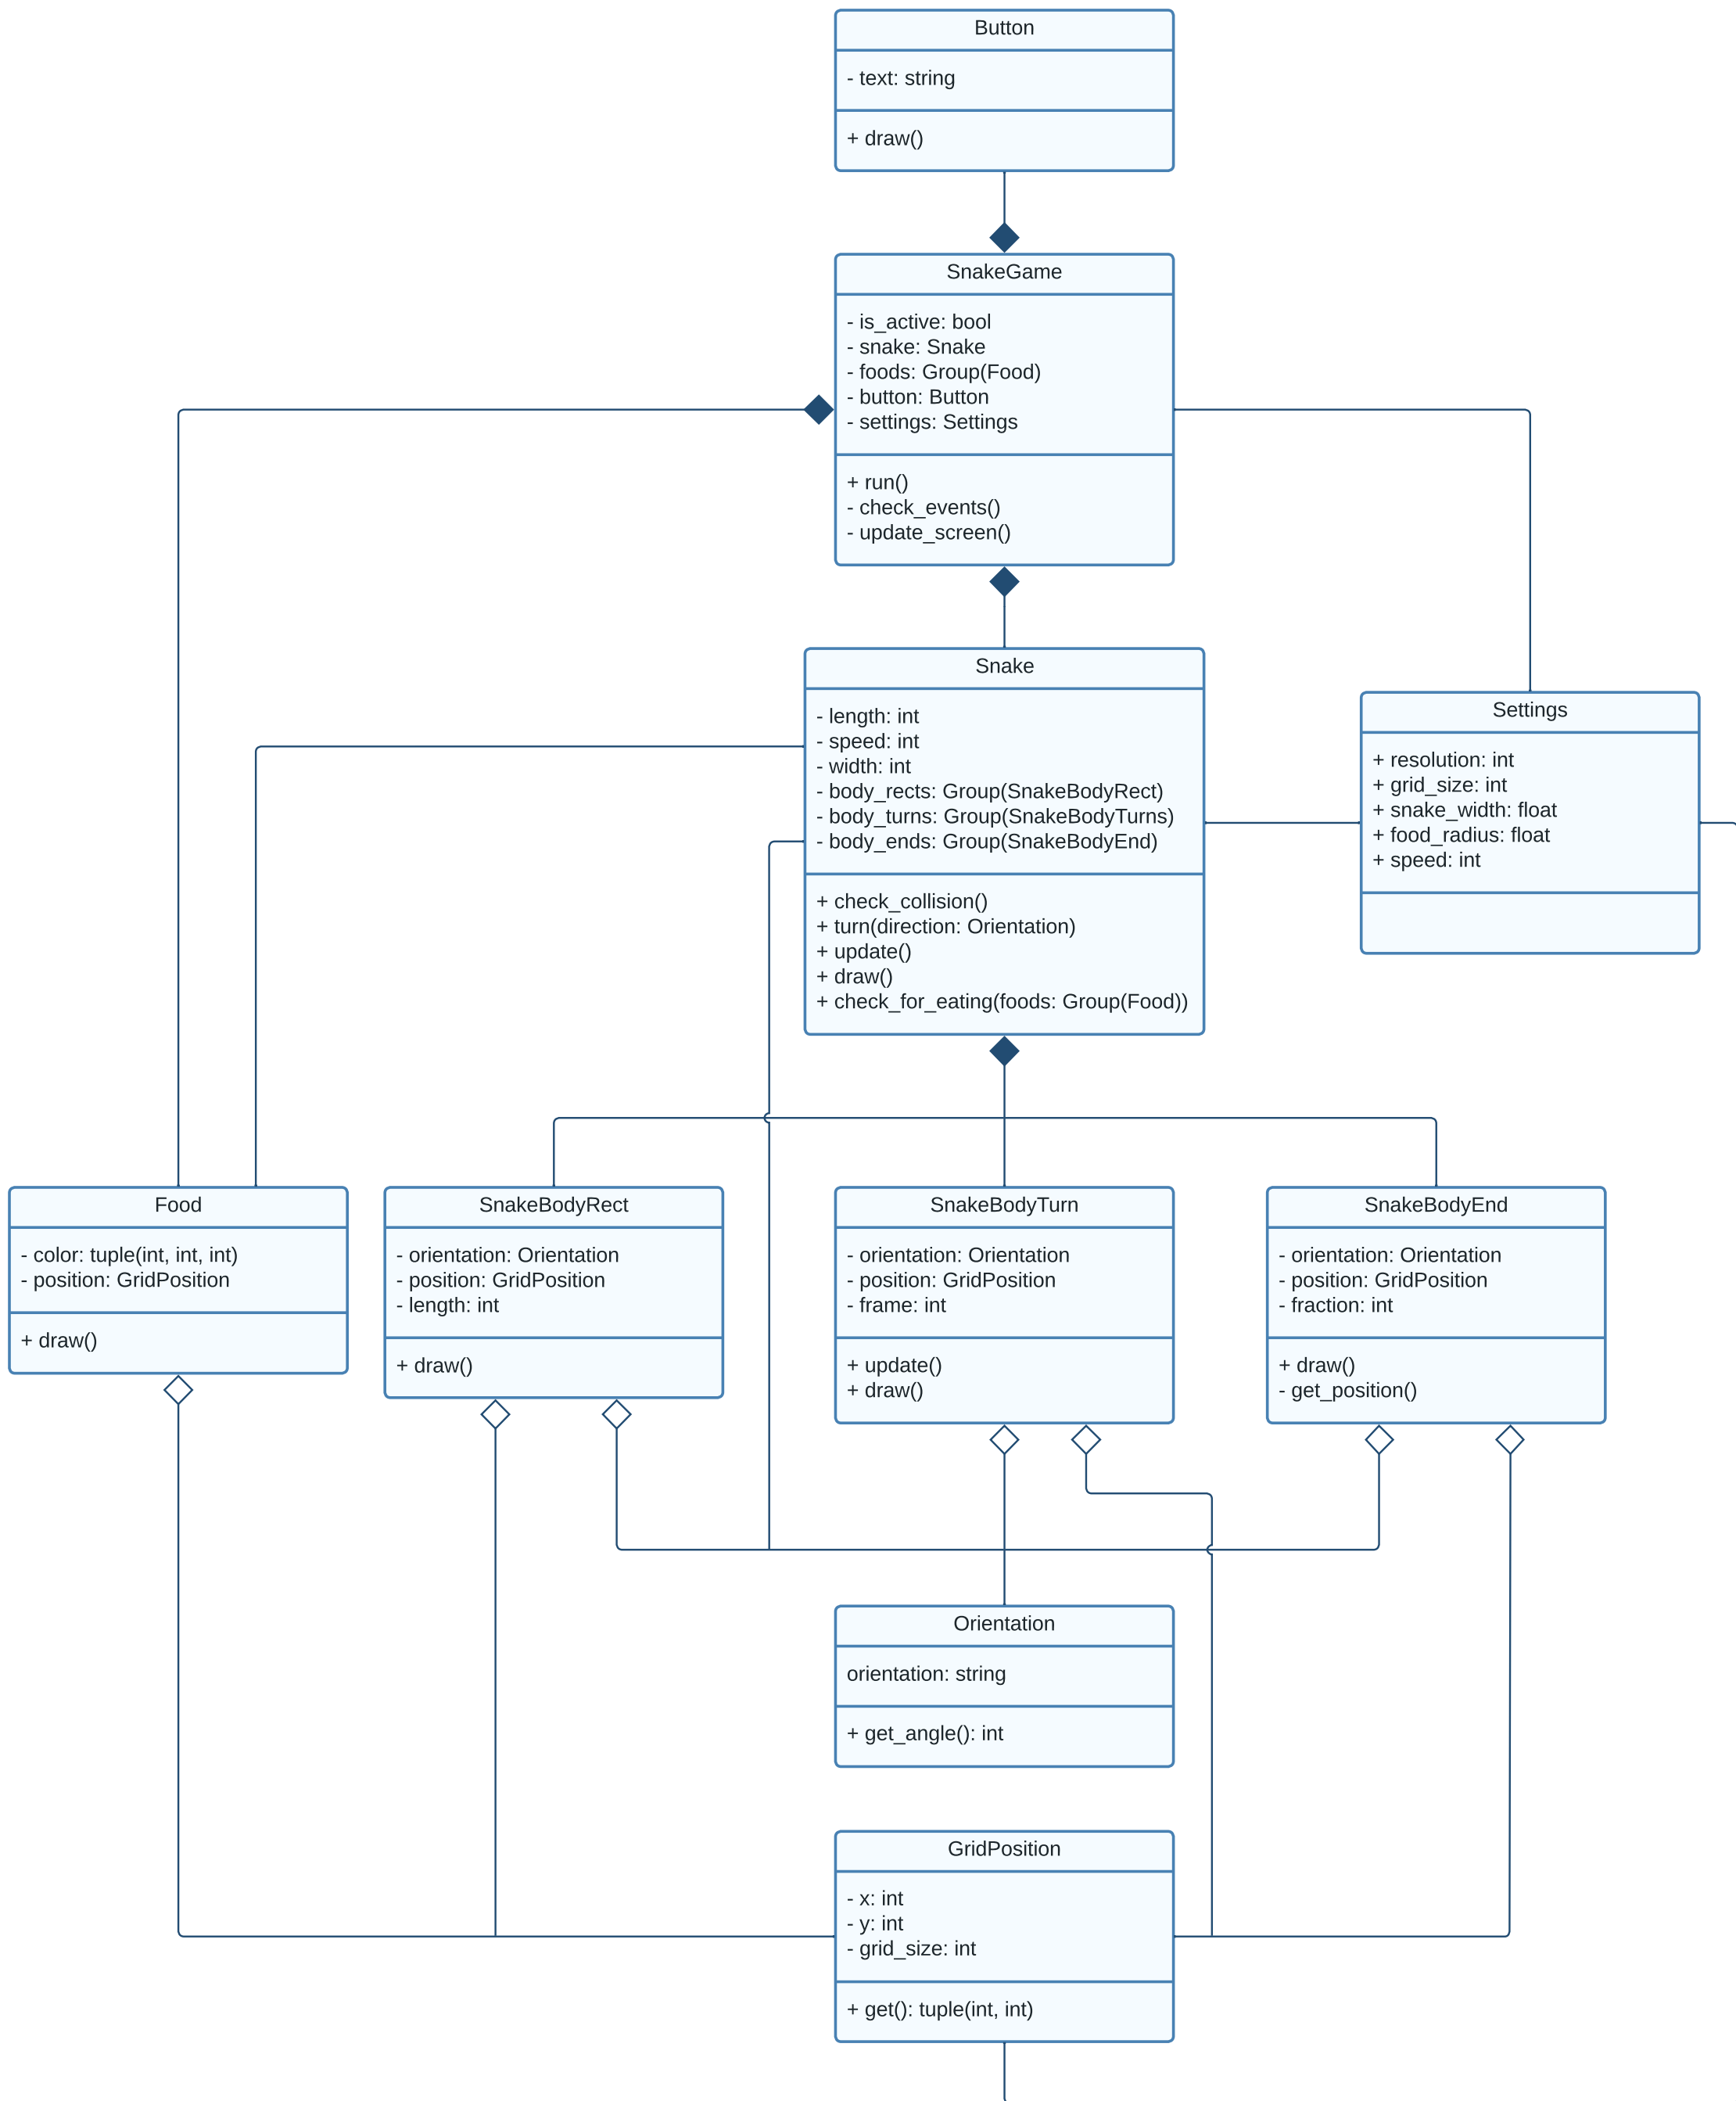 Button
- text: string
+ draw()
SnakeGame
- is_active: bool
- snake: Snake
- foods: Group(Food)
- button: Button
- settings: Settings
+ run()
- check_events()
- update_screen()
Snake
- length: int
- speed: int
- width: int
- body_rects: Group(SnakeBodyRect)
- body_turns: Group(SnakeBodyTurns)
- body_ends: Group(SnakeBodyEnd)
+ check_collision()
+ turn(direction: Orientation)
+ update()
+ draw()
+ check_for_eating(foods: Group(Food))
Settings
+ resolution: int
+ grid_size: int
+ snake_width: float
+ food_radius: float
+ speed: int
Food
- color: tuple(int, int, int)
- position: GridPosition
+ draw()
SnakeBodyRect
- orientation: Orientation
- position: GridPosition
- length: int
+ draw()
SnakeBodyTurn
- orientation: Orientation
- position: GridPosition
- frame: int
+ update()
+ draw()
SnakeBodyEnd
- orientation: Orientation
- position: GridPosition
- fraction: int
+ draw()
- get_position()
Orientation
orientation: string
+ get_angle(): int
GridPosition
- x: int
- y: int
- grid_size: int
+ get(): tuple(int, int)